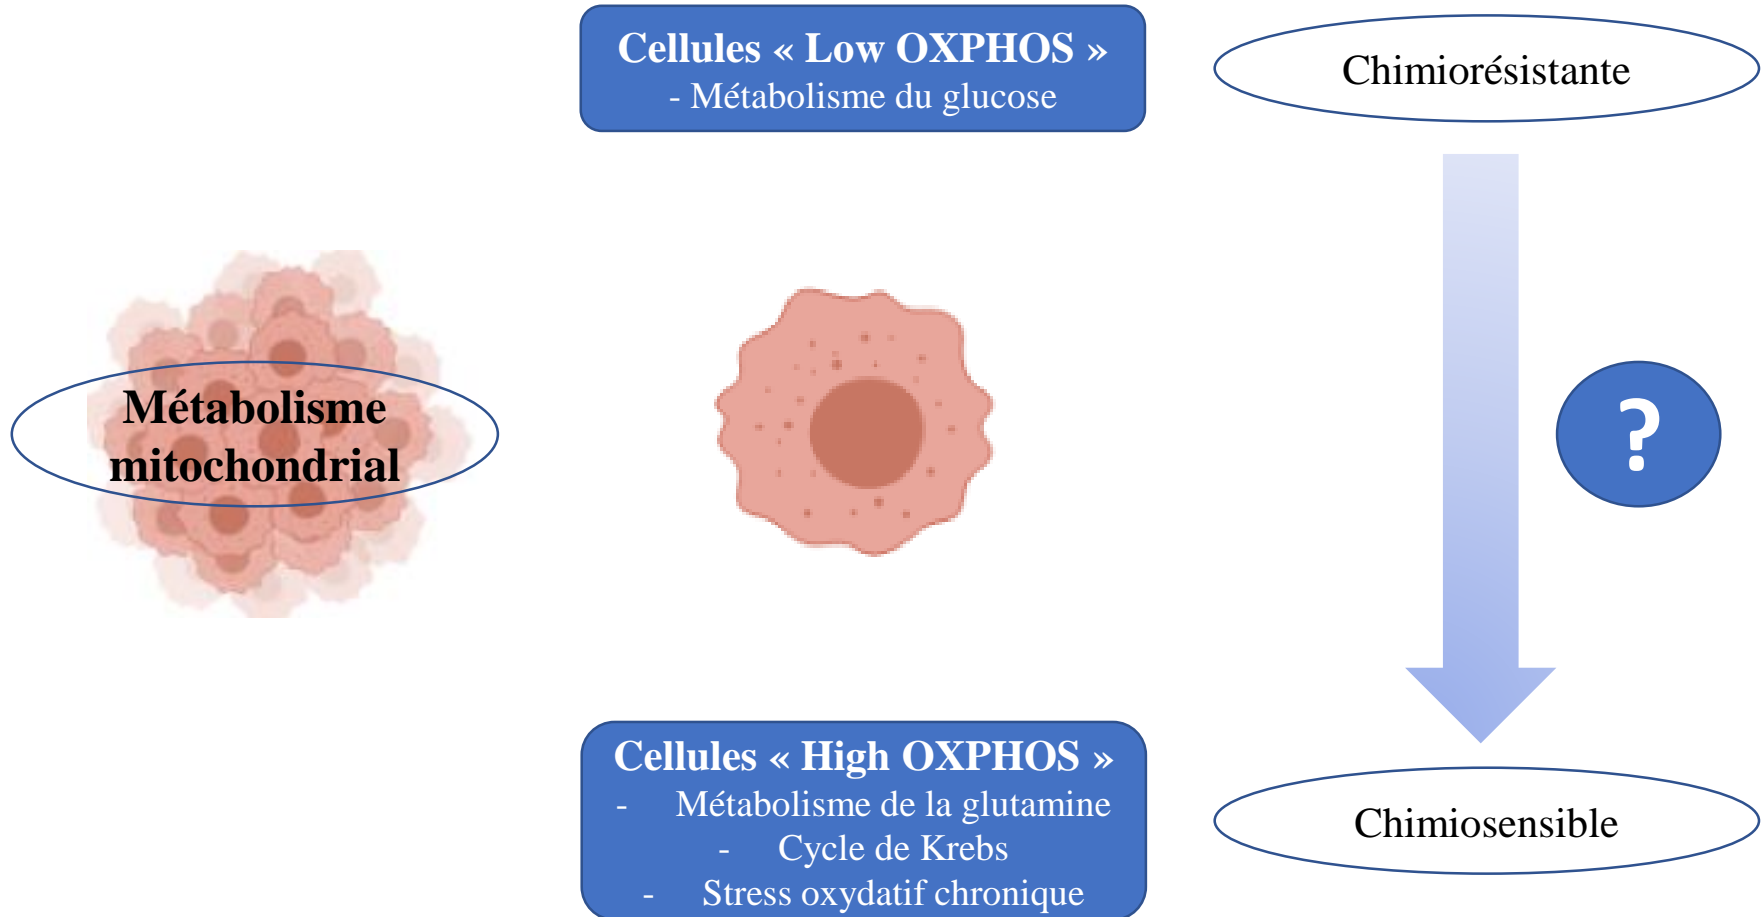 Cellules « Low OXPHOS »
- Métabolisme du glucose
Chimiorésistante
Métabolisme
mitochondrial
?
Cellules « High OXPHOS »
- Métabolisme de la glutamine
- Cycle de Krebs
- Stress oxydatif chronique
Chimiosensible